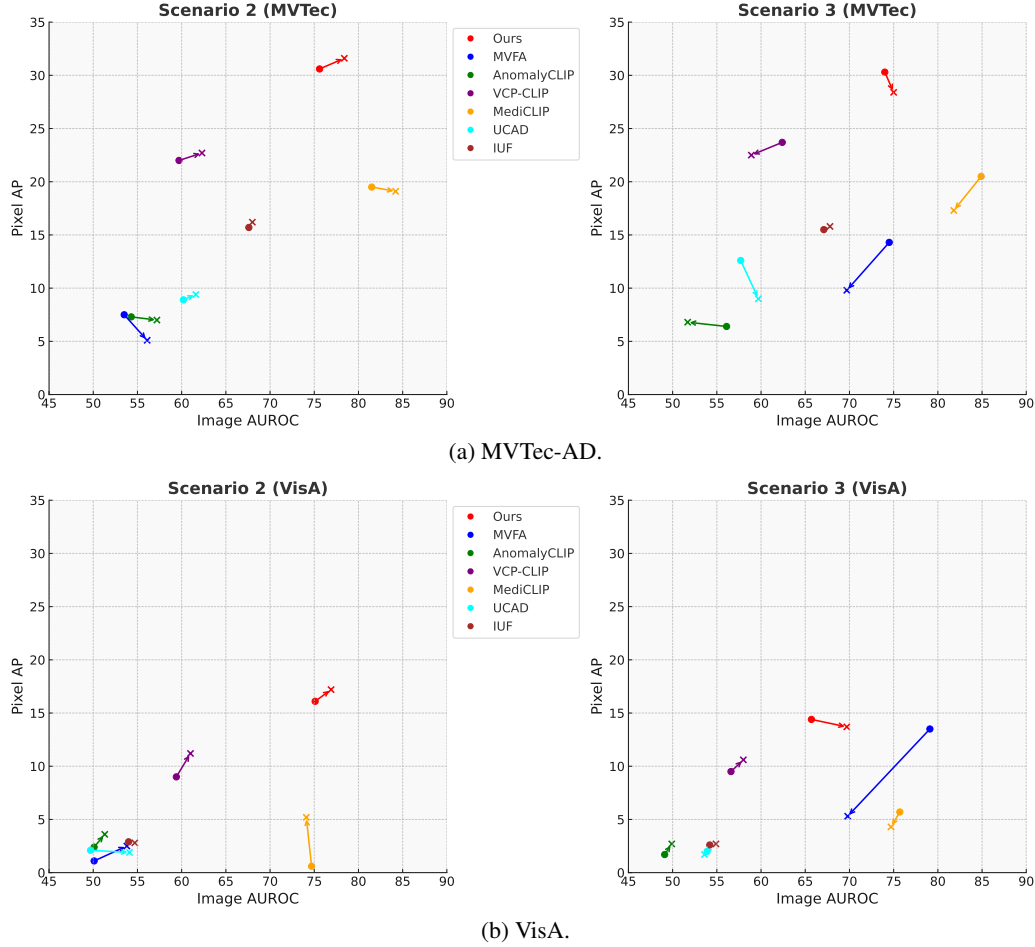 Scenario 2 (MVTec)
Pixel AP
35
30
25
20
15
10
5
0
45 50 55 60 65 70 75 80 85 90
Image AUROC
Ours
MVFA
AnomalyCLIP
VCP-CLIP
MediCLIP
UCAD
IUF
Scenario 3 (MVTec)
Pixel AP
35
30
25
20
15
10
5
0
45 50 55 60 65 70 75 80 85 90
Image AUROC
(a) MVTec-AD.
Scenario 2 (VisA)
Pixel AP
35
30
25
20
15
10
5
0
45 50 55 60 65 70 75 80 85 90
Image AUROC
Ours
MVFA
AnomalyCLIP
VCP-CLIP
MediCLIP
UCAD
IUF
Scenario 3 (VisA)
Pixel AP
35
30
25
20
15
10
5
0
45 50 55 60 65 70 75 80 85 90
Image AUROC
(b) VisA.